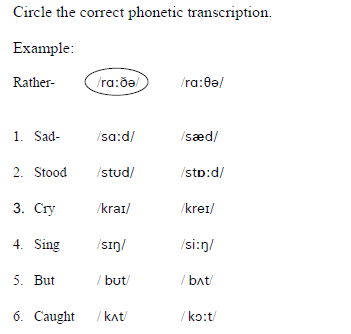 Circle the correct phonetic transcription.
Example:
Rather- /rɑːðə/ /rɑːθə/
1. Sad- /sɑːd/ /sæd/
2. Stood /stʊd/ /stɒːd/
3. Cry /kraɪ/ /kreɪ/
4. Sing /sɪŋ/ /siːŋ/
5. But / bʊt/ / bʌt/
6. Caught / kʌt/ / kɔːt/